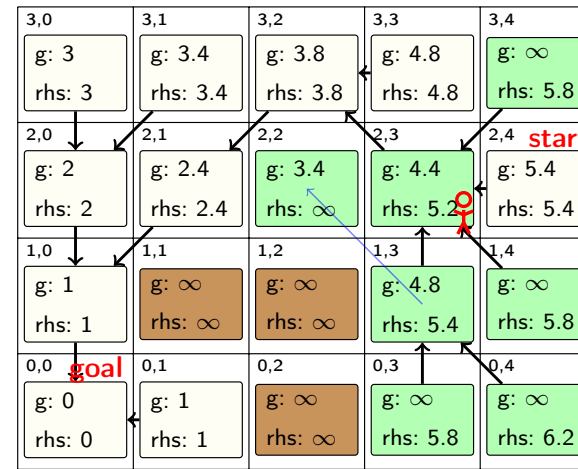 3,0 3,1 3,2 3,3 3,4
g: 3 g: 3.4 g: 3.8 g: 4.8 g: ∞
rhs: 3 rhs: 3.4 rhs: 3.8 rhs: 4.8 rhs: 5.8
2,0 2,1 2,2 2,3 2,4 star
g: 2 g: 2.4 g: 3.4 g: 4.4 g: 5.4
rhs: 2 rhs: 2.4 rhs: ∞ rhs: 5.2 rhs: 5.4
1,0 1,1 1,2 1,3 1,4
g: 1 g: ∞ g: ∞ g: 4.8 g: ∞
rhs: 1 rhs: ∞ rhs: ∞ rhs: 5.4 rhs: 5.8
0,0 goal 0,1 0,2 0,3 0,4
g: 0 g: 1 g: ∞ g: ∞ g: ∞
rhs: 0 rhs: 1 rhs: ∞ rhs: 5.8 rhs: 6.2